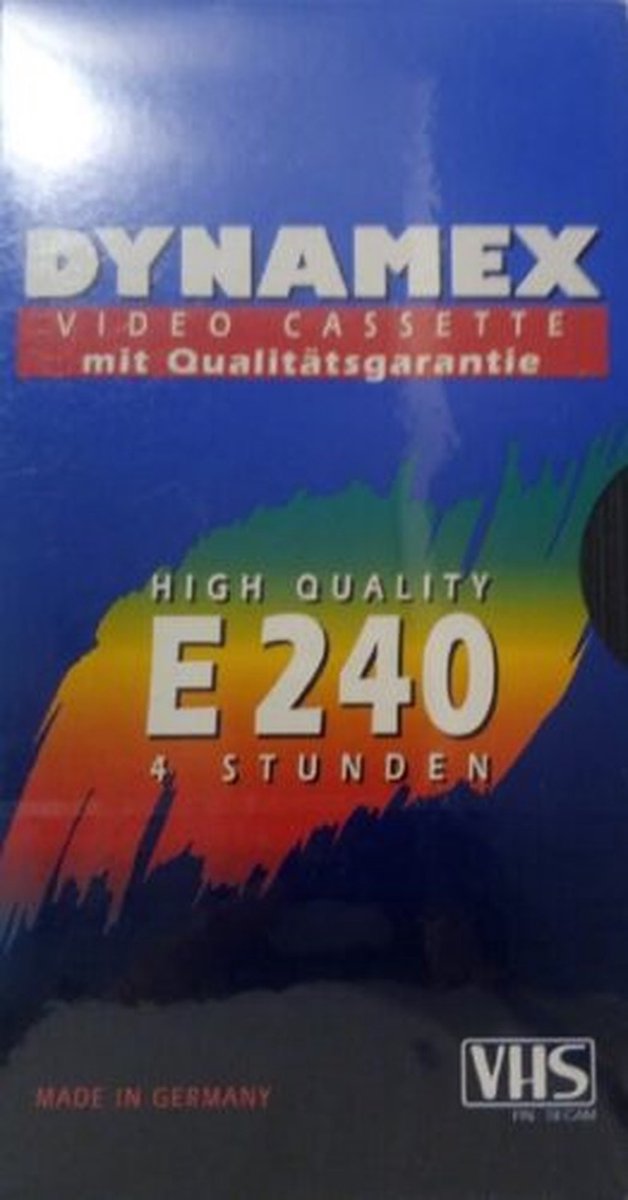 DYNAMEX
VIDEO CASSETTE
mit Qualitätsgarantie
HIGH QUALITY
E 240
4 STUNDEN
VHS
MADE IN GERMANY